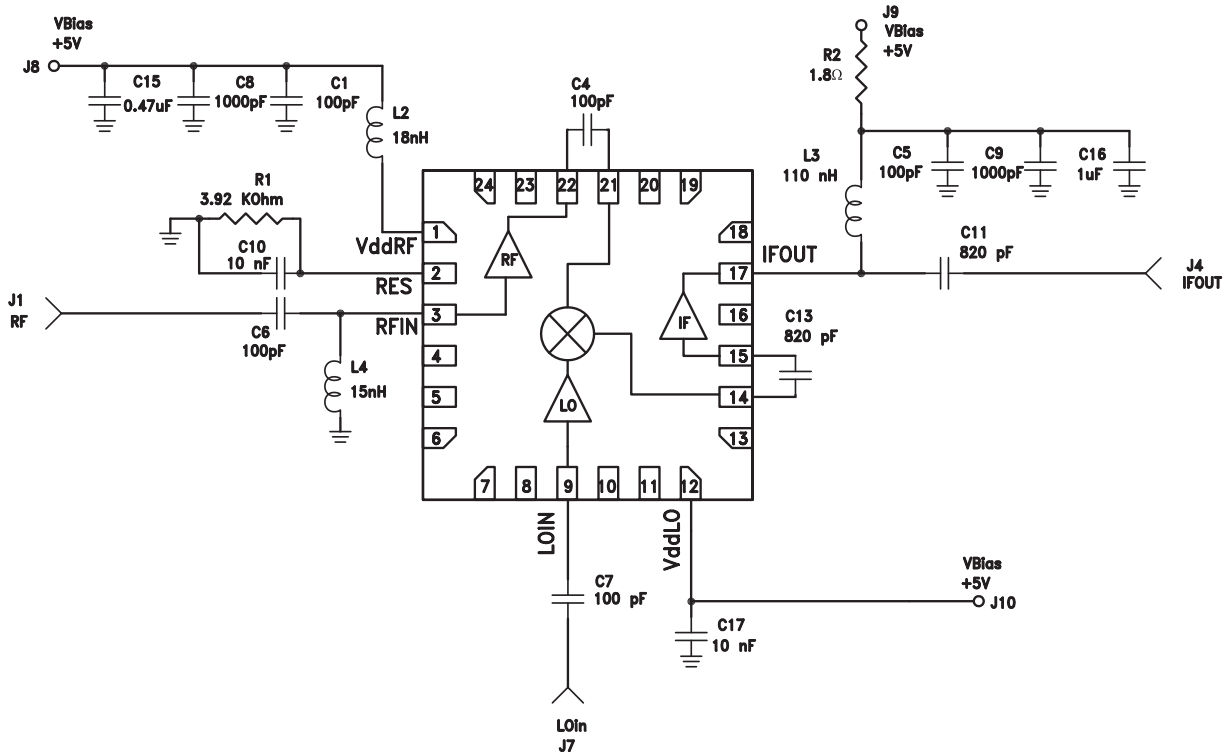 VBias
+5V
J8
C15
0.47uF
C8
1000pF
C1
100pF
L2
18nH
C4
100pF
J9
VBias
+5V
R2
1.8Ω
L3
110 nH
C5
100pF
C9
1000pF
C16
1uF
R1
3.92 KOhm
C10
10 nF
J1
RF
C6
100pF
L4
15nH
VddRF
RES
RFIN
24
23
22
21
20
19
1
2
3
4
5
6
18
17
16
15
14
13
7
8
9
10
11
12
RF
LO
IF
IFOUT
C11
820 pF
J4
IFOUT
C13
820 pF
LOIN
VddLO
C7
100 pF
LOin
J7
C17
10 nF
VBias
+5V
J10